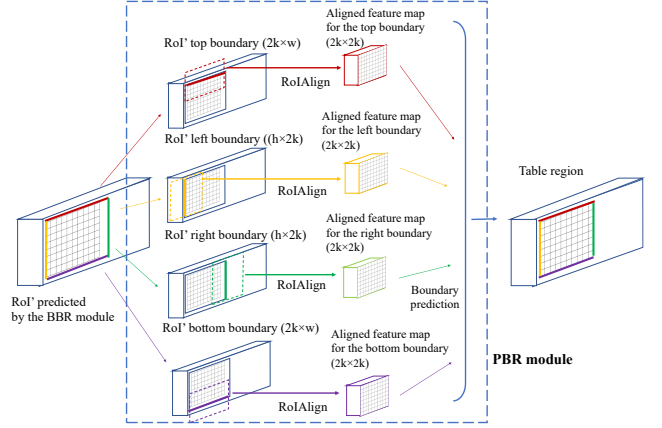 RoI’ top boundary (2k×w)
Aligned feature map
for the top boundary
(2k×2k)
RoIAlign
RoI’ left boundary ((h×2k)
Aligned feature map
for the left boundary
(2k×2k)
RoIAlign
RoI’ right boundary (h×2k)
Aligned feature map
for the right boundary
(2k×2k)
RoIAlign
Boundary
prediction
RoI’ bottom boundary (2k×w)
Aligned feature map
for the bottom boundary
(2k×2k)
RoIAlign
RoI’ predicted
by the BBR module
Table region
PBR module